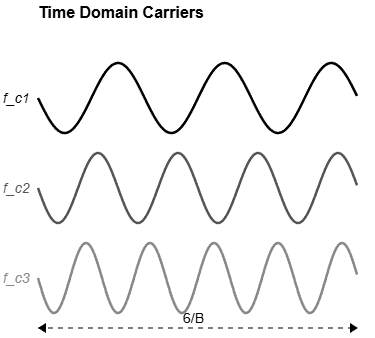 Time Domain Carriers
f_c1
f_c2
f_c3
6/B